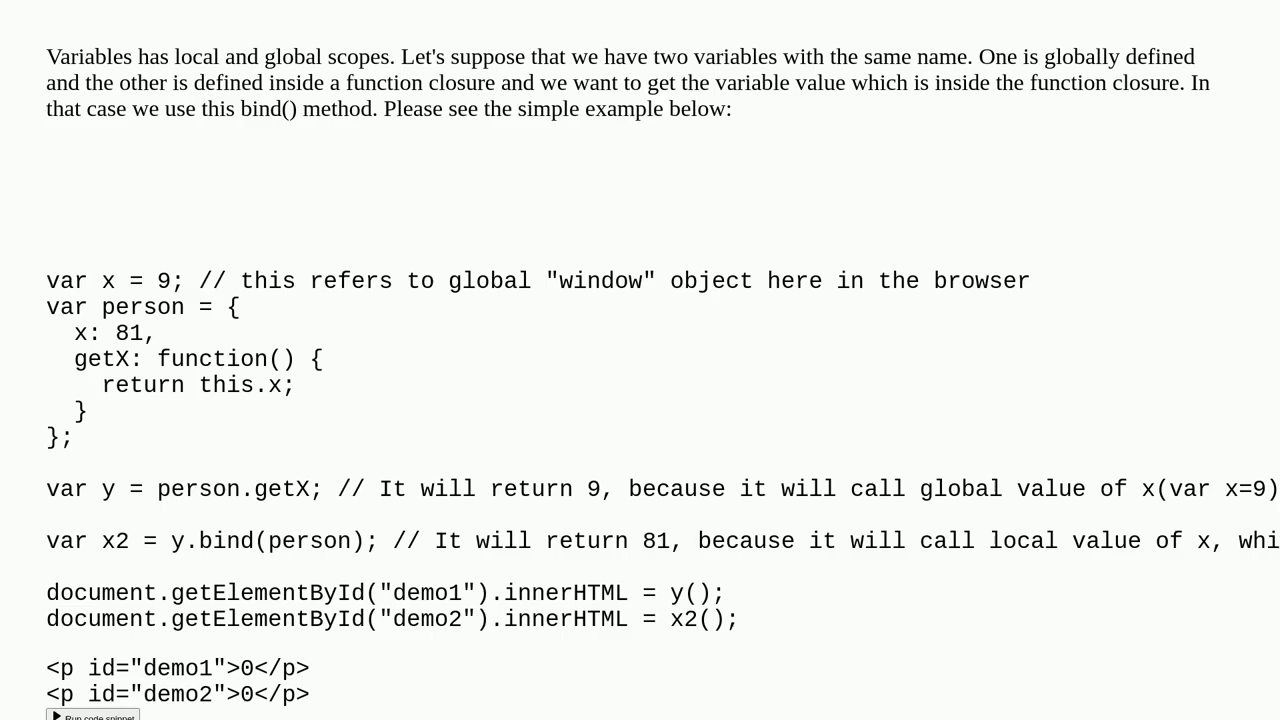 Variables has local and global scopes. Let's suppose that we have two variables with the same name. One is globally defined
and the other is defined inside a function closure and we want to get the variable value which is inside the function closure. In
that case we use this bind() method. Please see the simple example below:
var x = 9; // this refers to global "window" object here in the browser
var person = {
  x: 81,
  getX: function() {
    return this.x;
  }
};
var y = person.getX; // It will return 9, because it will call global value of x(var x=9)
var x2 = y.bind(person); // It will return 81, because it will call local value of x, whi
document.getElementById("demo1").innerHTML = y();
document.getElementById("demo2").innerHTML = x2();
<p id="demo1">0</p>
<p id="demo2">0</p>
Run code snippet